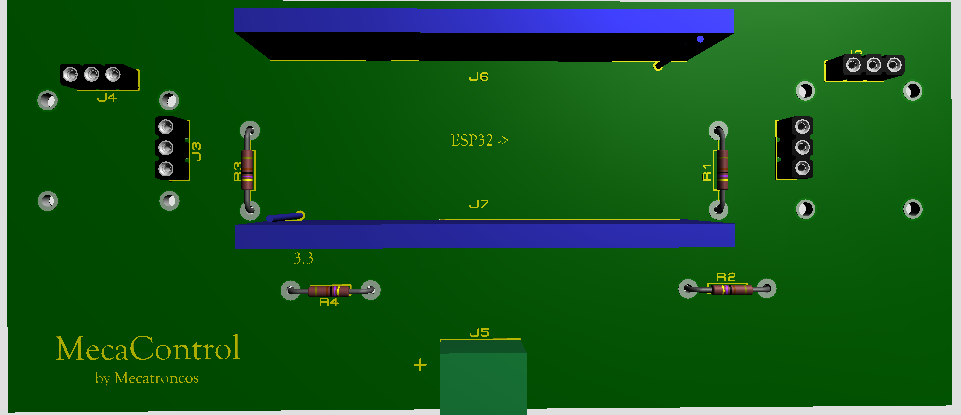 J6
J4
ESP32 ->
J3
R3
R1
J7
3.3
R4
R2
J5
+
MecaControl
by Mecatroncos